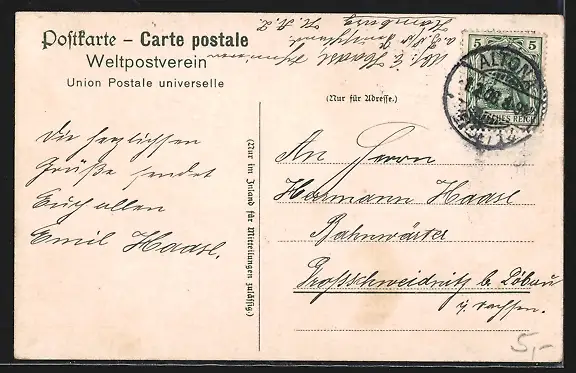 Postkarte – Carte postale
Weltpostverein
Union Postale universelle
(Nur für Adresse.)
5 5
ALTONA
REICH
(Nur im Inland für Mitteilungen zulässig.)
Die herzlichsten
Grüße sendet
Euch allen
Emil Haase.
An Herrn
Hermann Haase
Bahnwärter
Großschweidnitz b. Löbau
i. Sachsen.
5,-